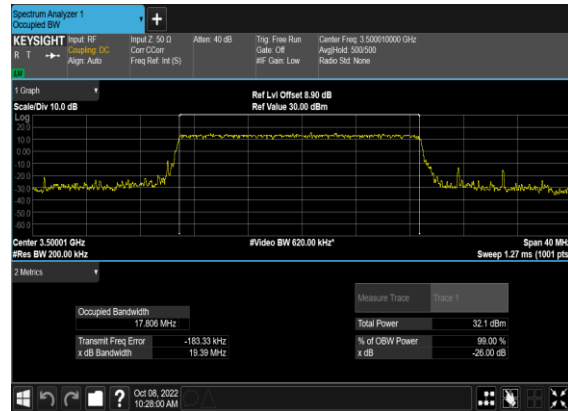 Spectrum Analyzer 1
Occupied BW
+
KEYSIGHT Input: RF Input Z: 50 Ω Atten: 40 dB Trig: Free Run Center Freq: 3.500010000 GHz
R T Coupling: DC Corr CCorr Gate: Off Avg|Hold: 500/500
Align: Auto Freq Ref: Int (S) #IF Gain: Low Radio Std: None
1 Graph
Scale/Div 10.0 dB Ref Lvl Offset 8.90 dB
Ref Value 30.00 dBm
Log
20.0
10.0
0.00
-10.0
-20.0
-30.0
-40.0
-50.0
-60.0
Center 3.50001 GHz #Video BW 620.00 kHz* Span 40 MHz
#Res BW 200.00 kHz Sweep 1.27 ms (1001 pts)
2 Metrics
Measure Trace Trace 1
Occupied Bandwidth
17.806 MHz Total Power 32.1 dBm
Transmit Freq Error -183.33 kHz % of OBW Power 99.00 %
x dB Bandwidth 19.39 MHz x dB -26.00 dB
? Oct 08, 2022
10:28:00 AM